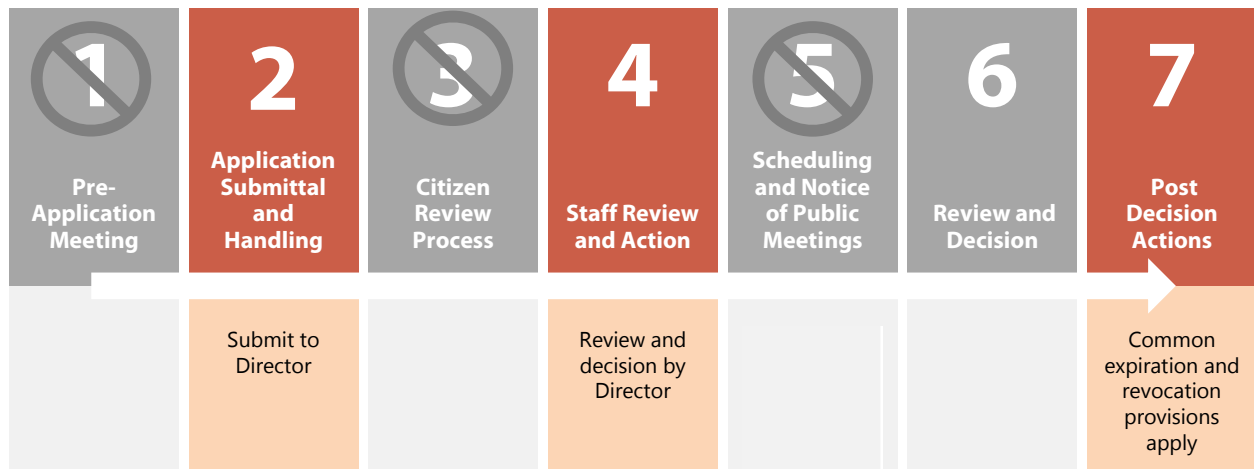 1
Pre-
Application
Meeting
2
Application
Submittal
and
Handling
3
Citizen
Review
Process
4
Staff Review
and Action
5
Scheduling
and Notice
of Public
Meetings
6
Review and
Decision
7
Post
Decision
Actions
Submit to
Director
Review and
decision by
Director
Common
expiration and
revocation
provisions
apply